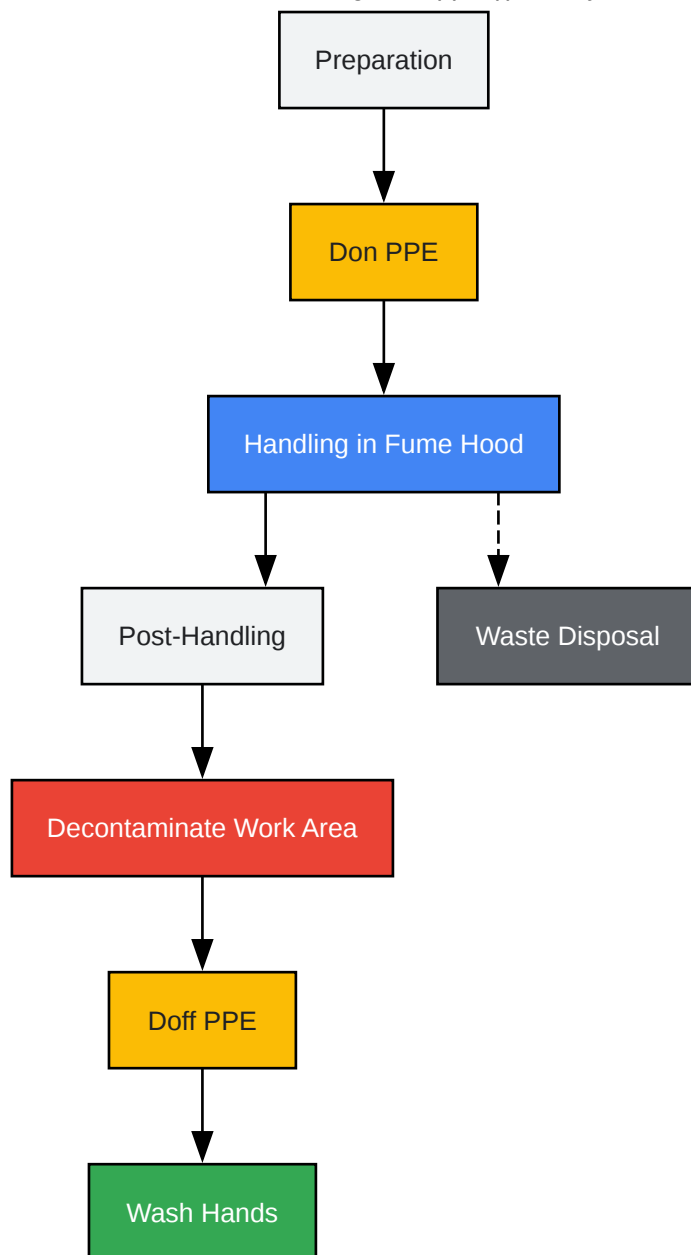 Preparation
Don PPE
Handling in Fume Hood
Post-Handling
Waste Disposal
Decontaminate Work Area
Doff PPE
Wash Hands